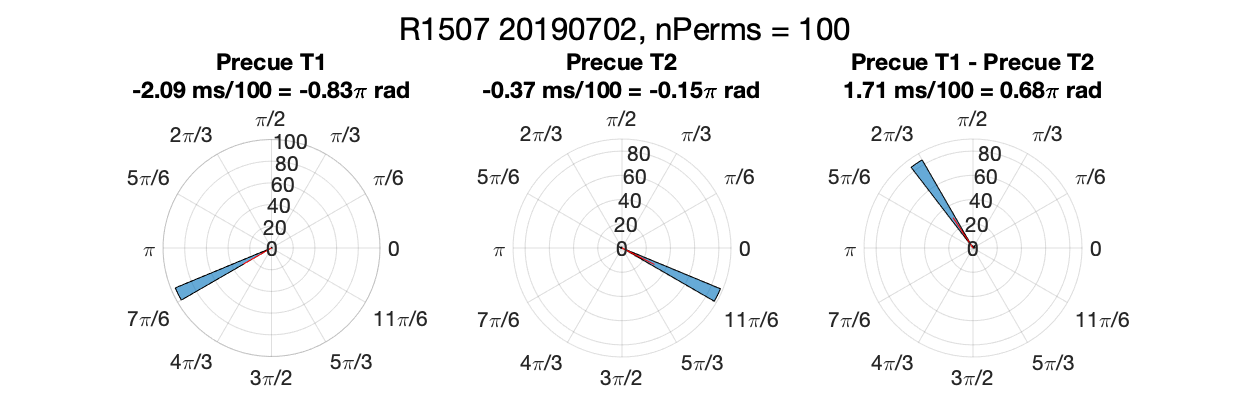 R1507 20190702, nPerms = 100
Precue T1
-2.09 ms/100 = -0.83π rad
π/2
2π/3
π/3
5π/6
π/6
π
0
7π/6
11π/6
4π/3
5π/3
3π/2
100
80
60
40
20
0
Precue T2
-0.37 ms/100 = -0.15π rad
π/2
2π/3
π/3
5π/6
π/6
π
0
7π/6
11π/6
4π/3
5π/3
3π/2
80
60
40
20
0
Precue T1 - Precue T2
1.71 ms/100 = 0.68π rad
π/2
2π/3
π/3
5π/6
π/6
π
0
7π/6
11π/6
4π/3
5π/3
3π/2
80
60
40
20
0